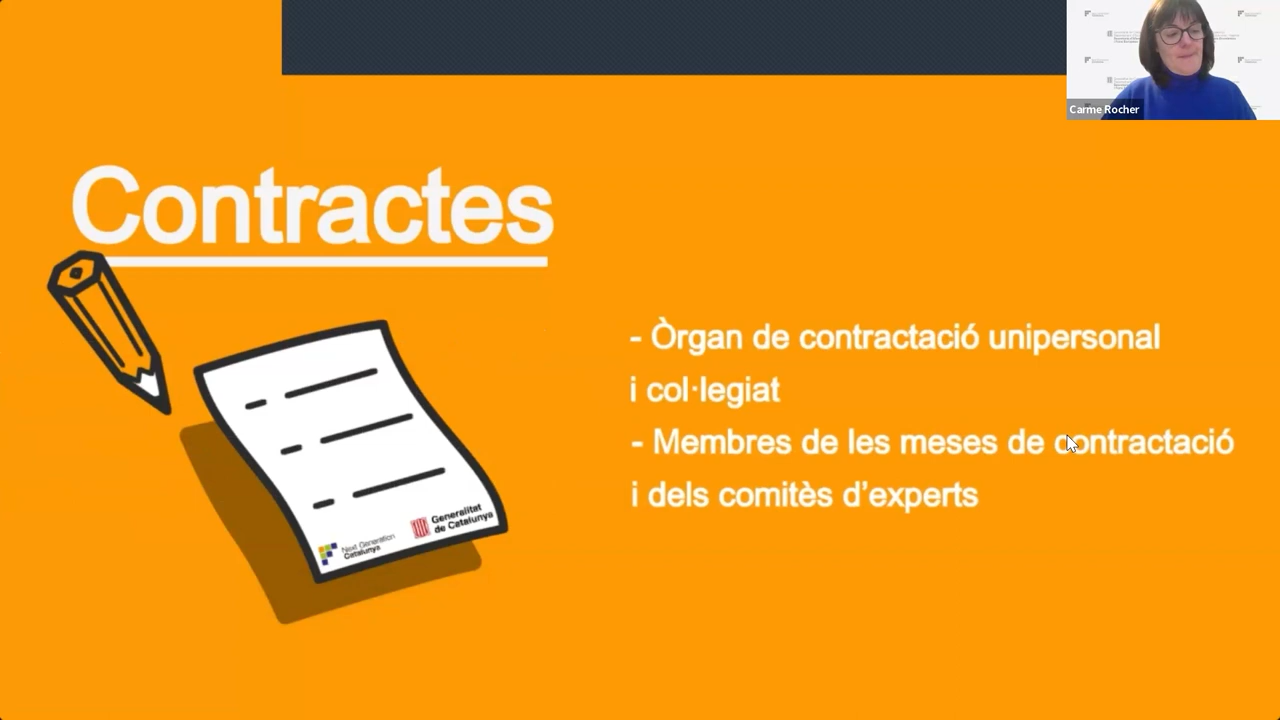 Carme Rocher
Contractes
- Òrgan de contractació unipersonal
i col·legiat
- Membres de les meses de contractació
i dels comitès d’experts
Next Generation
Catalunya
Generalitat
de Catalunya